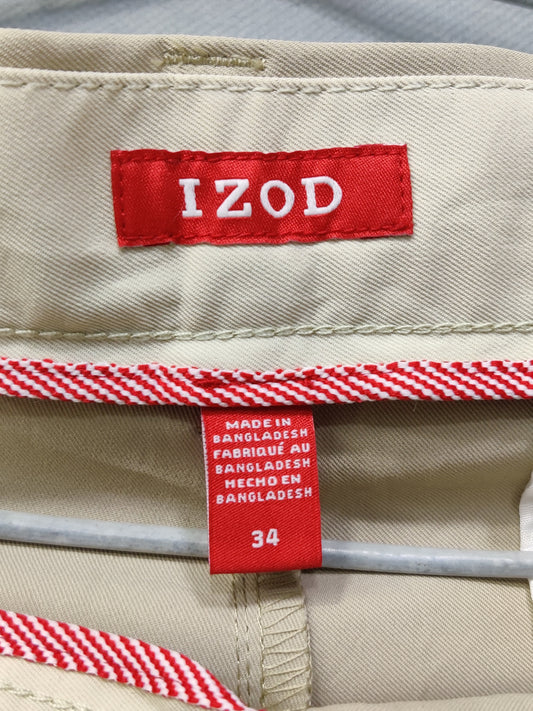 IZOD
MADE IN
BANGLADESH
FABRIQUÉ AU
BANGLADESH
HECHO EN
BANGLADESH
34